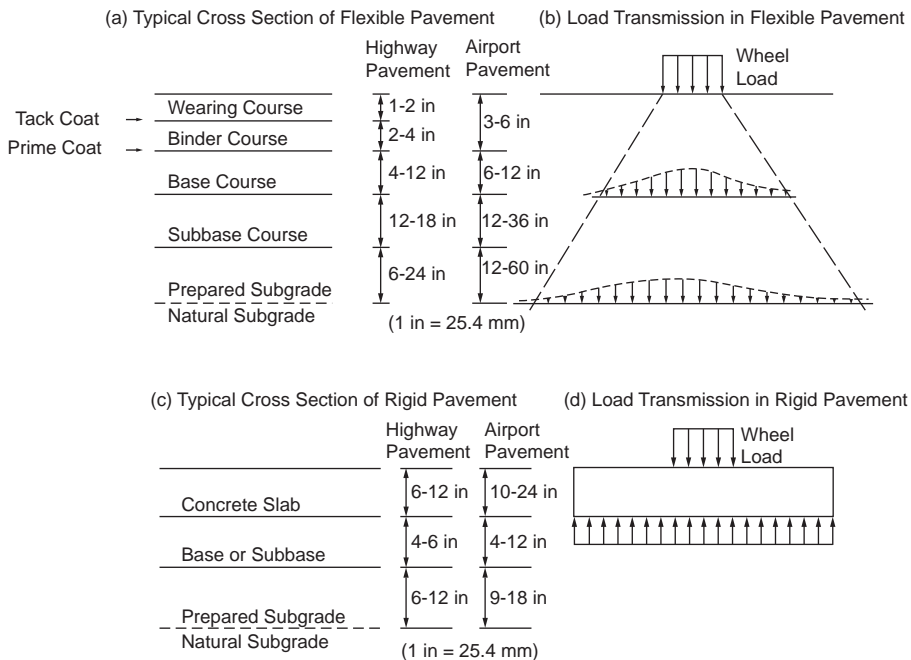 (a) Typical Cross Section of Flexible Pavement
Highway
Pavement
Airport
Pavement
Tack Coat
Prime Coat
Wearing Course
1-2 in
3-6 in
Binder Course
2-4 in
Base Course
4-12 in
6-12 in
Subbase Course
12-18 in
12-36 in
6-24 in
12-60 in
Prepared Subgrade
Natural Subgrade
(1 in = 25.4 mm)
(b) Load Transmission in Flexible Pavement
Wheel
Load
(c) Typical Cross Section of Rigid Pavement
Highway
Pavement
Airport
Pavement
Concrete Slab
6-12 in
10-24 in
Base or Subbase
4-6 in
4-12 in
6-12 in
9-18 in
Prepared Subgrade
Natural Subgrade
(1 in = 25.4 mm)
(d) Load Transmission in Rigid Pavement
Wheel
Load